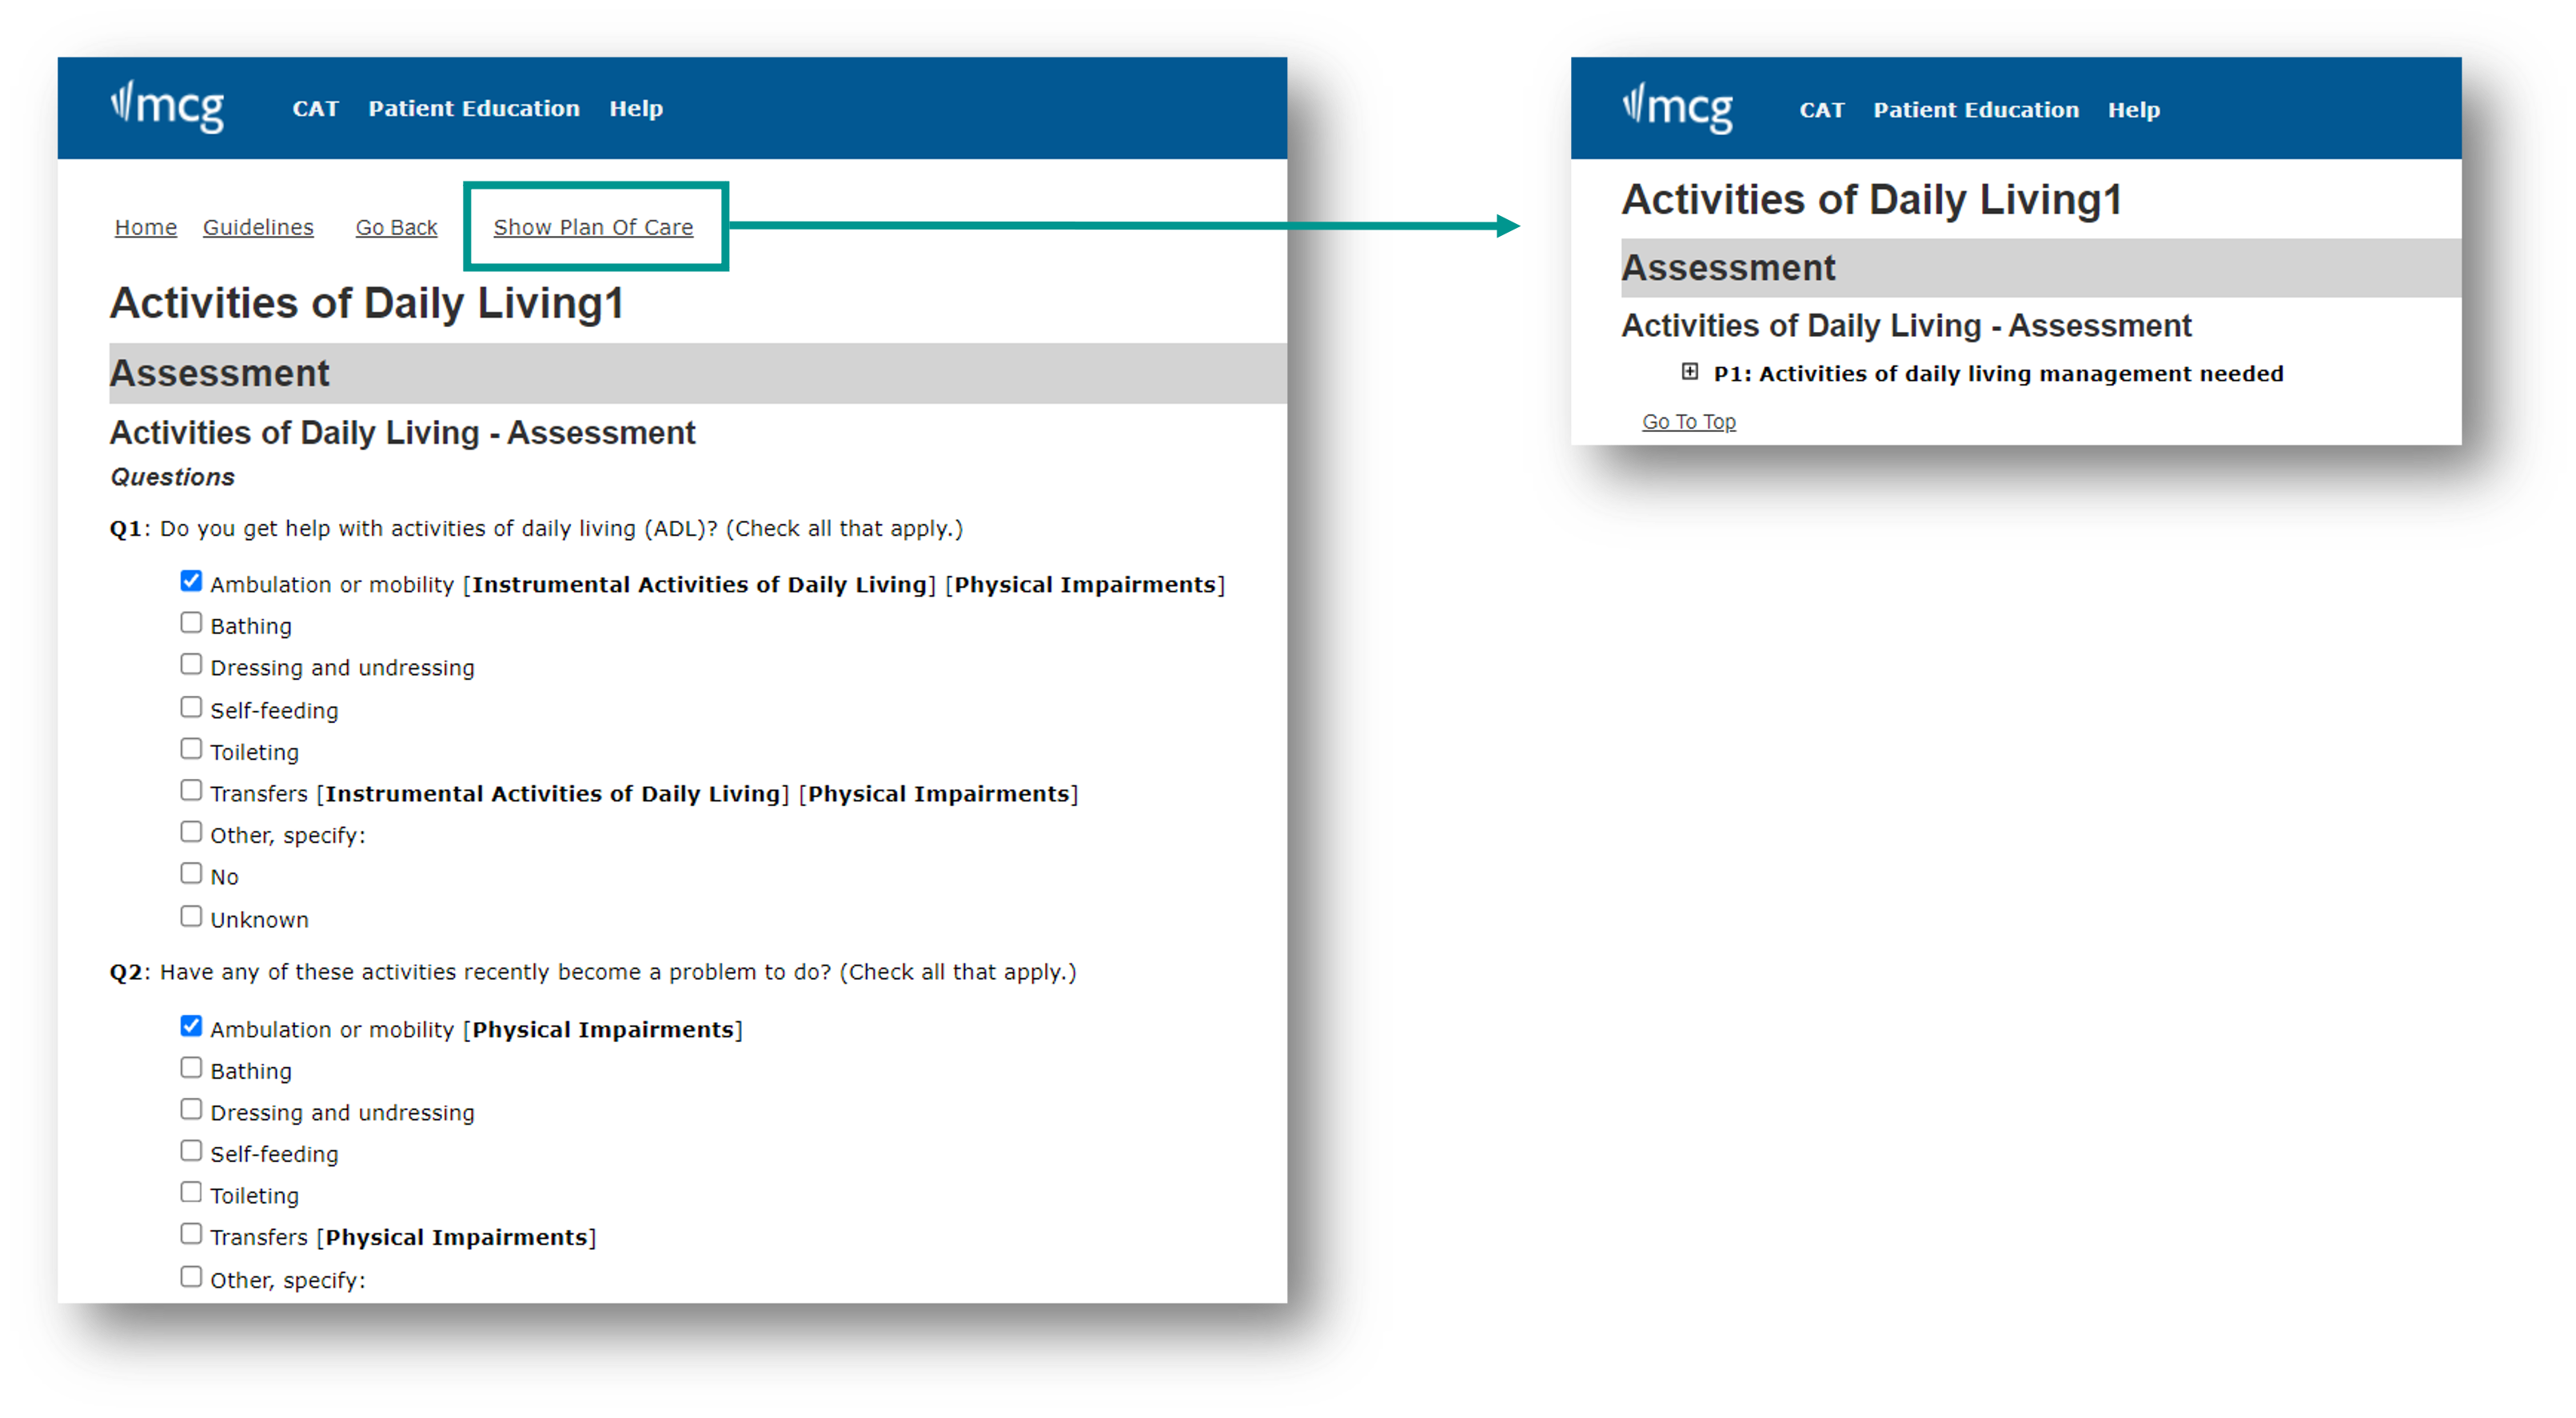 mcg CAT Patient Education Help
Home Guidelines Go Back Show Plan Of Care
Activities of Daily Living1
Assessment
Activities of Daily Living - Assessment
Questions
Q1: Do you get help with activities of daily living (ADL)? (Check all that apply.)
Ambulation or mobility [Instrumental Activities of Daily Living] [Physical Impairments]
Bathing
Dressing and undressing
Self-feeding
Toileting
Transfers [Instrumental Activities of Daily Living] [Physical Impairments]
Other, specify:
No
Unknown
Q2: Have any of these activities recently become a problem to do? (Check all that apply.)
Ambulation or mobility [Physical Impairments]
Bathing
Dressing and undressing
Self-feeding
Toileting
Transfers [Physical Impairments]
Other, specify:
mcg CAT Patient Education Help
Activities of Daily Living1
Assessment
Activities of Daily Living - Assessment
P1: Activities of daily living management needed
Go To Top